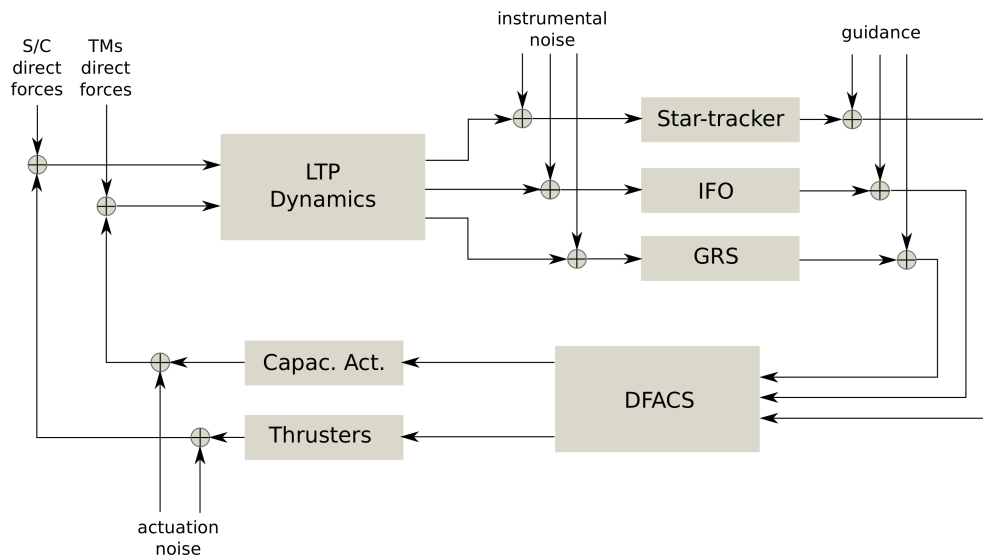 instrumental
noise
guidance
S/C
direct
forces
TMs
direct
forces
Star-tracker
LTP
Dynamics
IFO
GRS
Capac. Act.
DFACS
Thrusters
actuation
noise